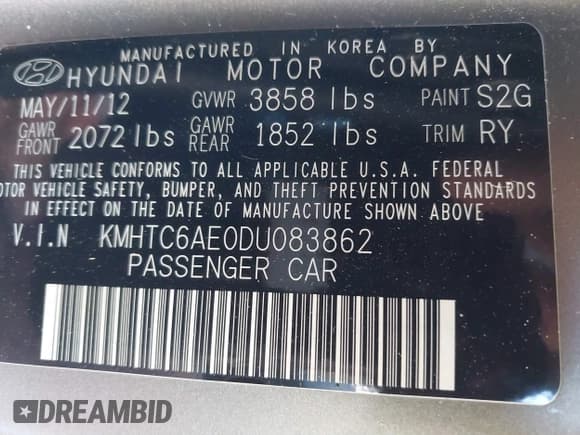 MANUFACTURED IN KOREA BY
HYUNDAI MOTOR COMPANY
MAY/11/12 GVWR 3858 lbs PAINT S2G
GAWR FRONT 2072 lbs GAWR REAR 1852 lbs TRIM RY
THIS VEHICLE CONFORMS TO ALL APPLICABLE U.S.A. FEDERAL
OTOR VEHICLE SAFETY, BUMPER, AND THEFT PREVENTION STANDARDS
IN EFFECT ON THE DATE OF MANUFACTURE SHOWN ABOVE
V.I.N KMHTC6AE0DU083862
PASSENGER CAR
DREAMBID